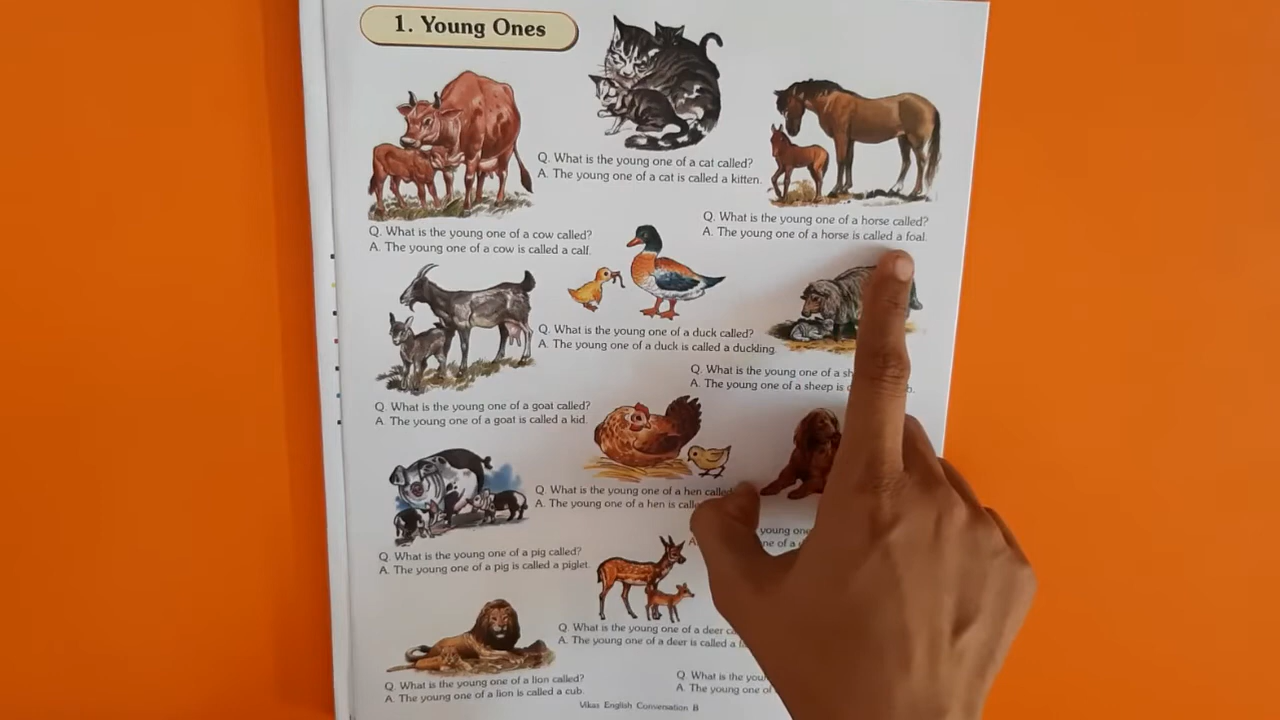 1. Young Ones
Q. What is the young one of a cat called?
A. The young one of a cat is called a kitten.
Q. What is the young one of a horse called?
A. The young one of a horse is called a foal.
Q. What is the young one of a cow called?
A. The young one of a cow is called a calf.
Q. What is the young one of a duck called?
A. The young one of a duck is called a duckling.
Q. What is the young one of a
A. The young one of a sheep is
Q. What is the young one of a goat called?
A. The young one of a goat is called a kid.
Q. What is the young one of a hen called
A. The young one of a hen is
young one
A. of a
Q. What is the young one of a pig called?
A. The young one of a pig is called a piglet.
Q. What is the young one of a deer
A. The young one of a deer is called a
Q. What is the young one of a lion called?
A. The young one of a lion is called a cub.
Q. What is the
A. The young one of
Vikas English Conversation B